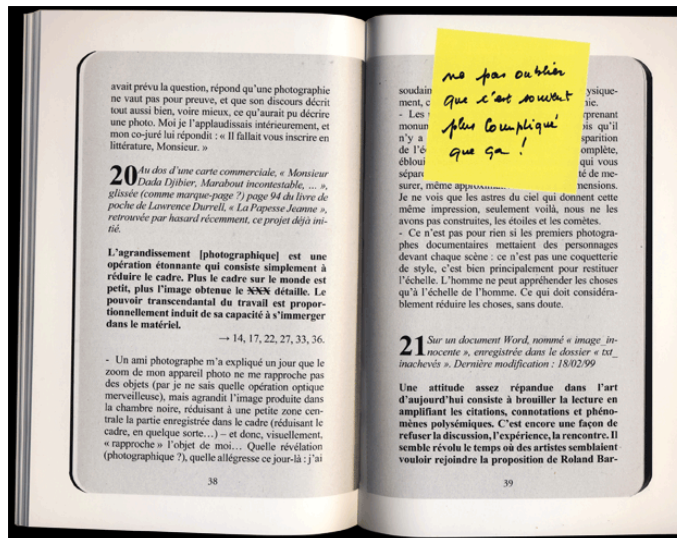 avait prévu la question, répond qu'une photographie
ne vaut pas pour preuve, et que son discours décrit
tout aussi bien, voire mieux, ce qu'aurait pu décrire
une photo. Moi je l'applaudissais intérieurement, et
mon co-juré lui répondit : « Il fallait vous inscrire en
littérature, Monsieur. »
20 Au dos d'une carte commerciale, « Monsieur
Dada Djibier, Marabout incontestable, ... »,
glissée (comme marque-page ?) page 94 du livre de
poche de Lawrence Durrell, « La Papesse Jeanne »,
retrouvée par hasard récemment, ce projet déjà ini-
tié.
L'agrandissement [photographique] est une
opération étonnante qui consiste simplement à
réduire le cadre. Plus le cadre sur le monde est
petit, plus l'image obtenue le XXX détaille. Le
pouvoir transcendantal du travail est propor-
tionnellement induit de sa capacité à s'immerger
dans le matériel.
→ 14, 17, 22, 27, 33, 36.
- Un ami photographe m'a expliqué un jour que le
zoom de mon appareil photo ne me rapproche pas
des objets (par je ne sais quelle opération optique
merveilleuse), mais agrandit l'image produite dans
la chambre noire, réduisant à une petite zone cen-
trale la partie enregistrée dans le cadre (réduisant le
cadre, en quelque sorte…) – et donc, visuellement,
« rapproche » l'objet de moi… Quelle révélation
(photographique ?), quelle allégresse ce jour-là : j'ai
38
ne pas oublier
que c'est souvent
plus compliqué
que ça !
soudain
ysique-
ment, c
nie.
- Les
rprenant
monum
ois qu'il
n'y a
sparition
de l'éc
omplète,
éblouis
qui vous
sépare
té de me-
surer, même approximat
mensions.
Je ne vois que les astres du ciel qui donnent cette
même impression, seulement voilà, nous ne les
avons pas construites, les étoiles et les comètes.
- Ce n'est pas pour rien si les premiers photogra-
phes documentaires mettaient des personnages
devant chaque scène : ce n'est pas une coquetterie
de style, c'est bien principalement pour restituer
l'échelle. L'homme ne peut appréhender les choses
qu'à l'échelle de l'homme. Ce qui doit considéra-
blement réduire les choses, sans doute.
21 Sur un document Word, nommé « image_in-
nocente », enregistrée dans le dossier « txt_
inachevés ». Dernière modification : 18/02/99
Une attitude assez répandue dans l'art
d'aujourd'hui consiste à brouiller la lecture en
amplifiant les citations, connotations et phéno-
mènes polysémiques. C'est encore une façon de
refuser la discussion, l'expérience, la rencontre. Il
semble révolu le temps où des artistes semblaient
vouloir rejoindre la proposition de Roland Bar-
39